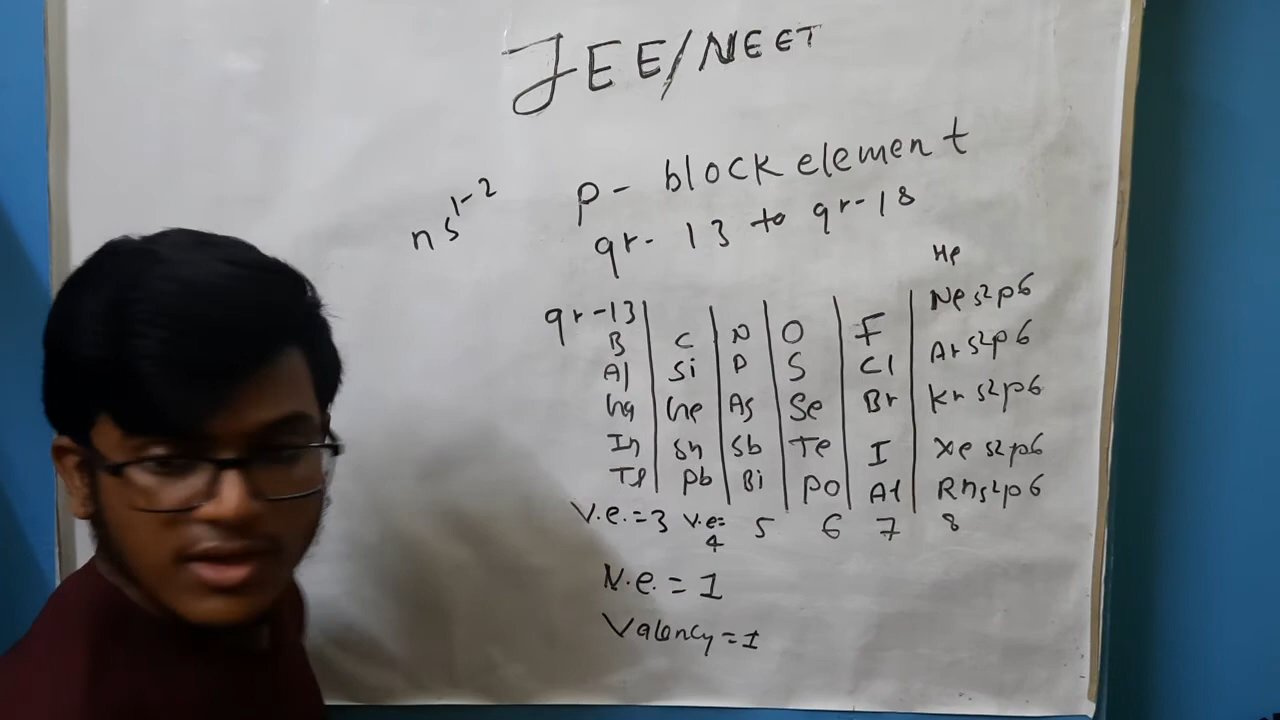 JEE/NEET
p- block element
ns1-2
gr- 13 to gr-18
He
gr-13 Ne s2p6
B C N O F
Al Si P S Cl Ar s2p6
Ga Ge As Se Br Kr s2p6
In Sn Sb Te I Xe s2p6
Tl Pb Bi Po At Rn s2p6
V.e.=3 V.e=4 5 6 7 8
V.e.=1
Valency=1